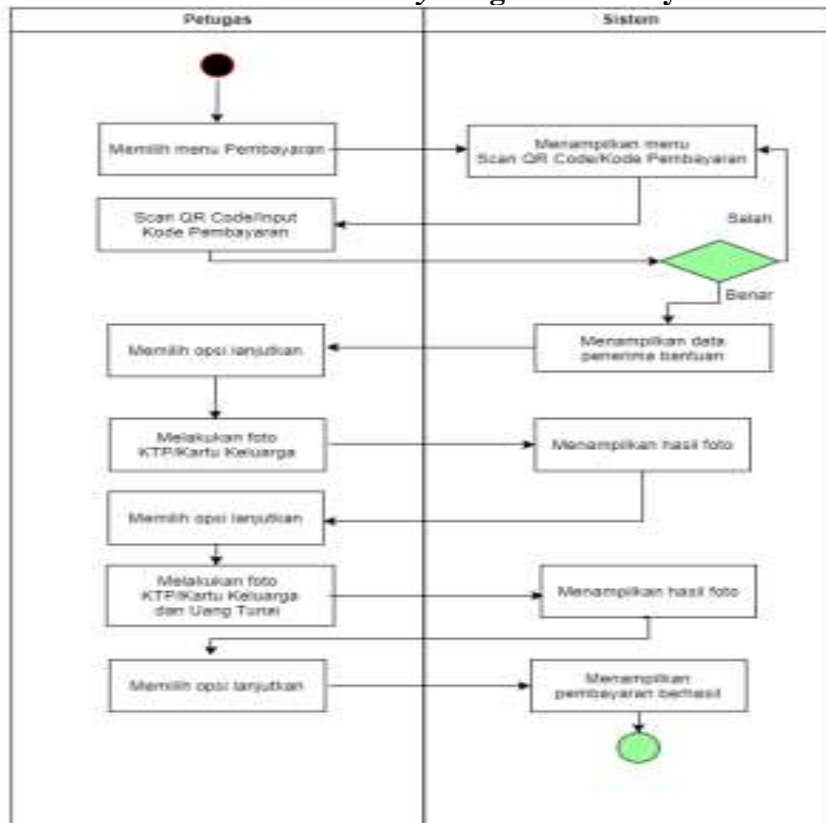 Petugas
Sistem
Memilih menu Pembayaran
Menampilkan menu
Scan QR Code/Kode Pembayaran
Scan QR Code/Input
Kode Pembayaran
Salah
Benar
Menampilkan data
penerima bantuan
Memilih opsi lanjutkan
Melakukan foto
KTP/Kartu Keluarga
Menampilkan hasil foto
Memilih opsi lanjutkan
Melakukan foto
KTP/Kartu Keluarga
dan Uang Tunai
Menampilkan hasil foto
Memilih opsi lanjutkan
Menampilkan
pembayaran berhasil